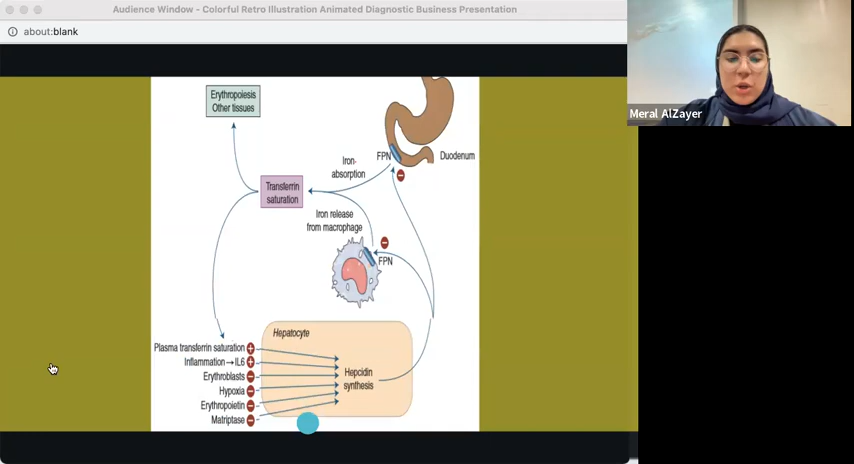 Audience Window - Colorful Retro Illustration Animated Diagnostic Business Presentation
about:blank
Meral AlZayer
Erythropoiesis
Other tissues
FPN
Duodenum
Iron-
absorption
Transferrin
saturation
Iron release
from macrophage
FPN
Hepatocyte
Plasma transferrin saturation
Inflammation→IL6
Erythroblasts
Hypoxia
Erythropoietin
Matriptase
Hepcidin
synthesis